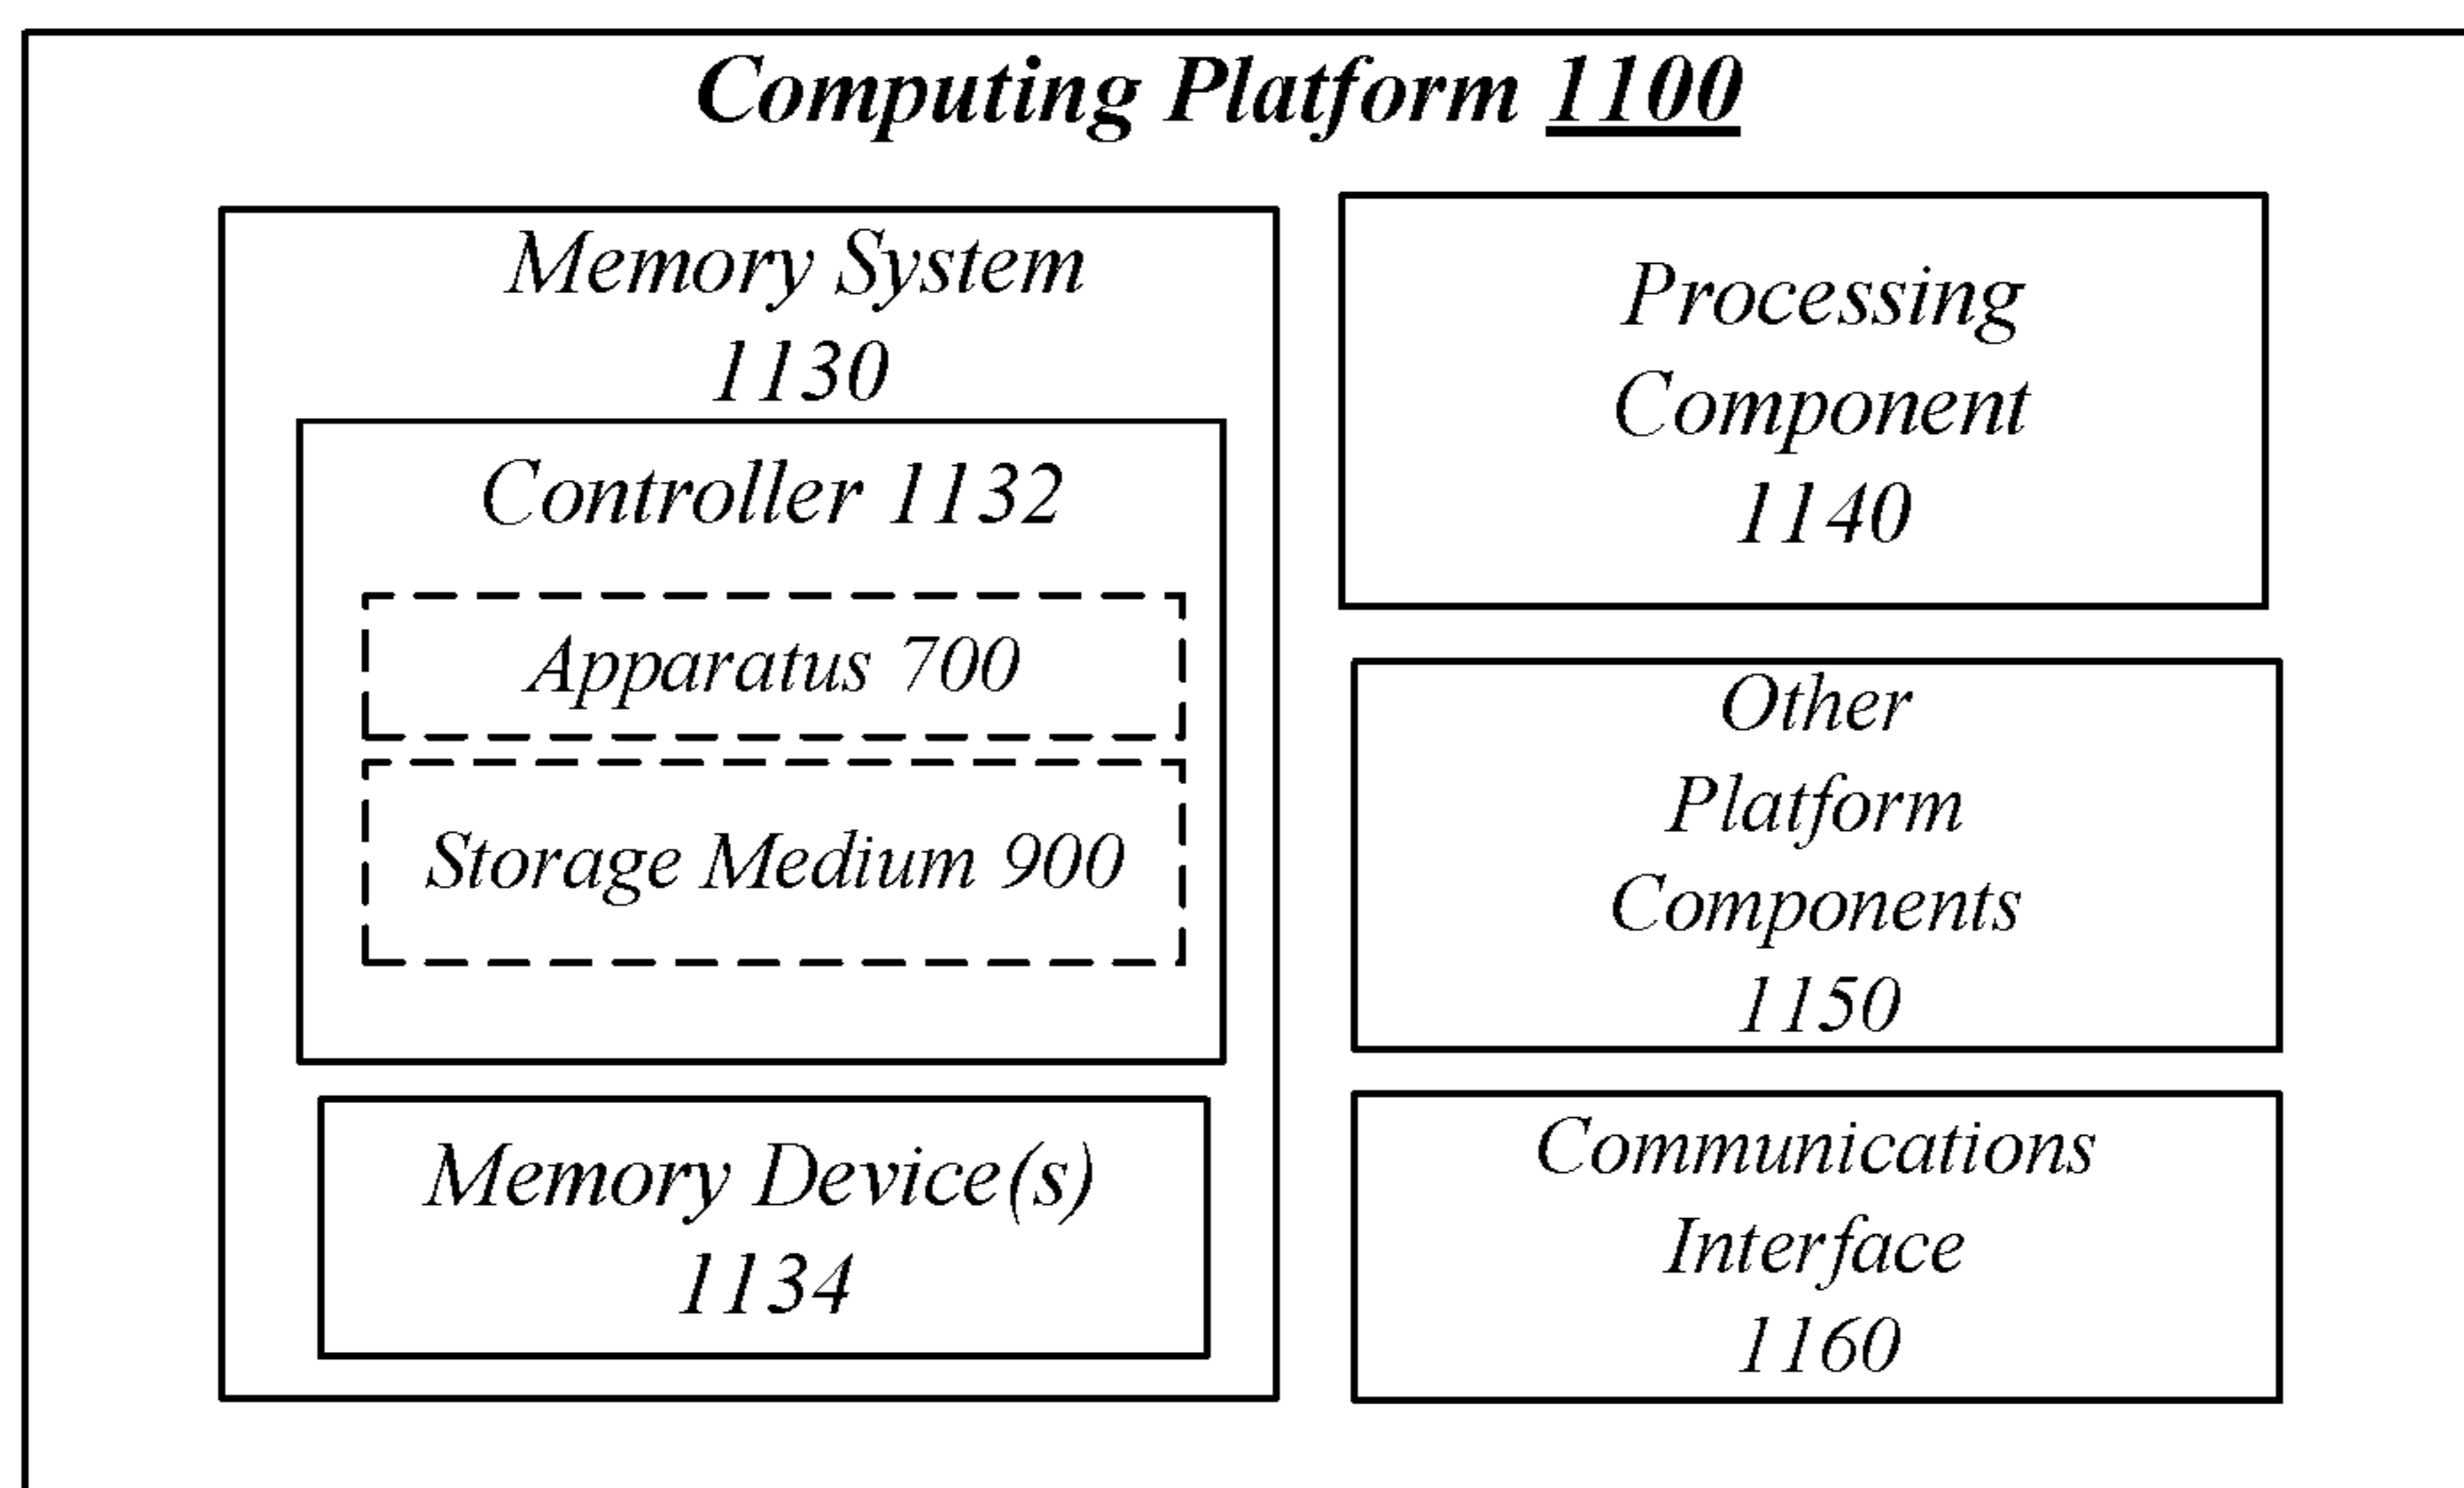 Computing Platform 1100
Memory System
1130
Controller 1132
Apparatus 700
Storage Medium 900
Memory Device(s)
1134
Processing
Component
1140
Other
Platform
Components
1150
Communications
Interface
1160